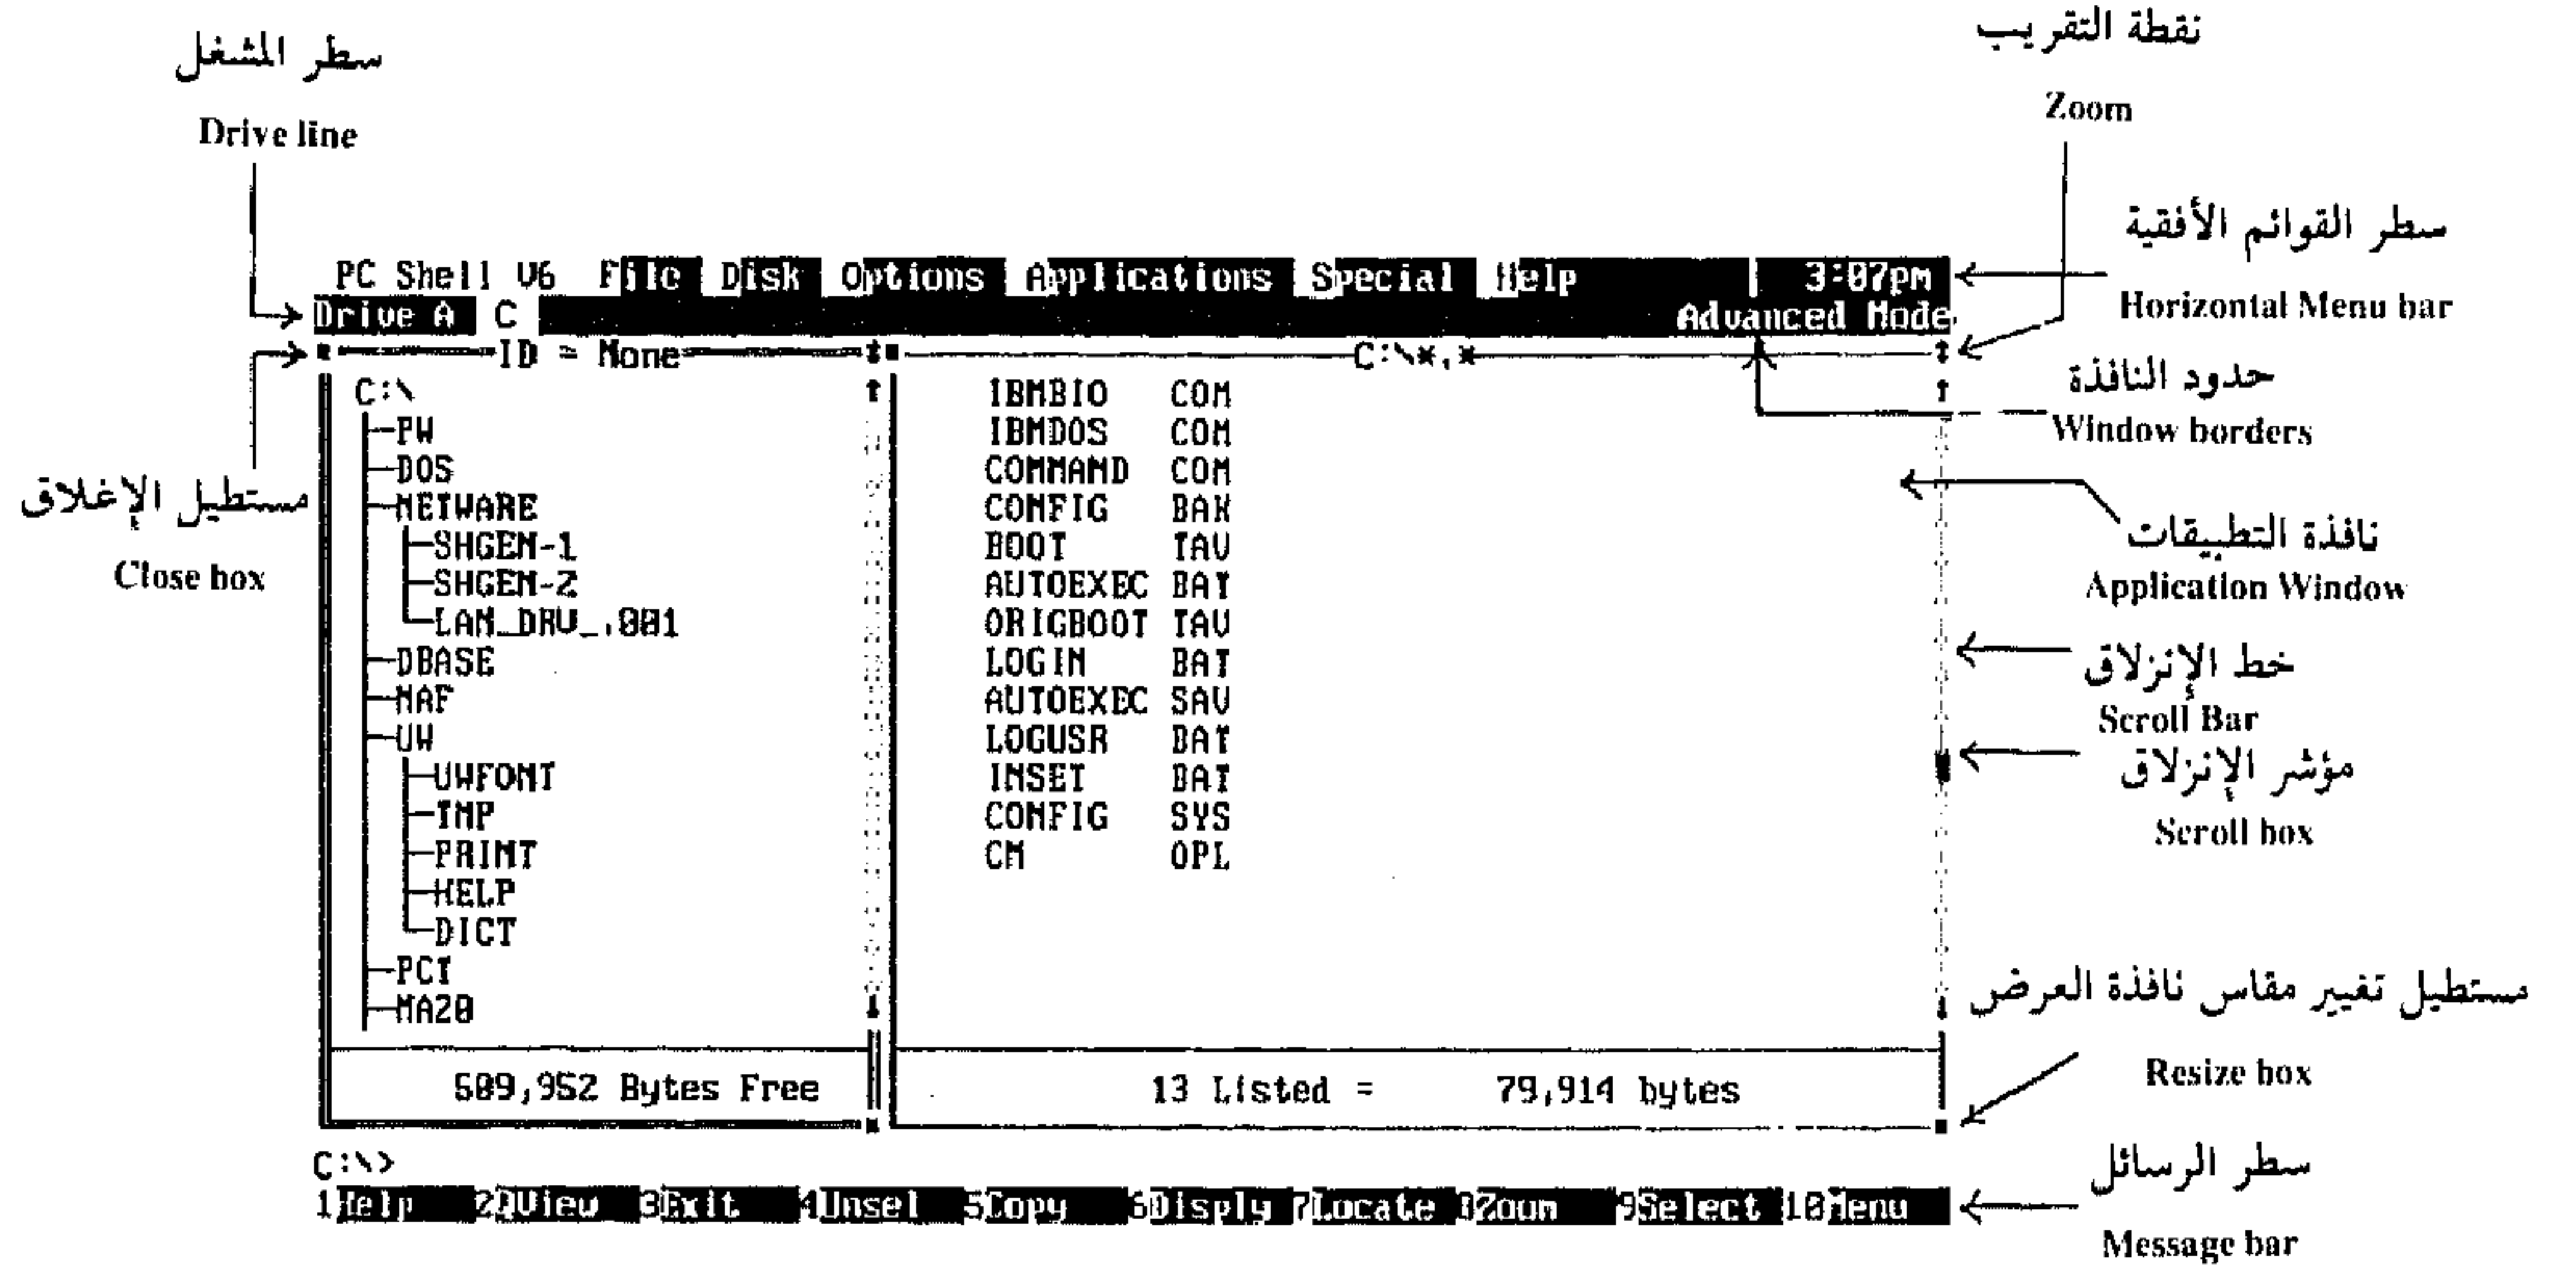 سطر المشغل
Drive line
نقطة التقريب
Zoom
سطر القوائم الأفقية
Horizontal Menu bar
PC Shell V6 File Disk Options Applications Special Help 3:07pm
Drive A C Advanced Mode
ID = None
C:\*.*
حدود النافذة
Window borders
مستطيل الإغلاق
Close box
C:\
PW
DOS
NETWARE
SHGEN-1
SHGEN-2
LAN_DRV_.001
DBASE
NAF
UW
UWFONT
TMP
PRINT
HELP
DICT
PCT
MA20
IBMBIO COM
IBMDOS COM
COMMAND COM
CONFIG BAK
BOOT TAV
AUTOEXEC BAT
ORIGBOOT TAV
LOGIN BAT
AUTOEXEC SAV
LOGUSR BAT
INSET BAT
CONFIG SYS
CM OPL
نافذة التطبيقات
Application Window
خط الإنزلاق
Scroll Bar
مؤشر الإنزلاق
Scroll box
مستطيل تغيير مقاس نافذة العرض
Resize box
Bytes Free
13 Listed = 79,914 bytes
C:\>
سطر الرسائل
1Help 2QView 3Exit 4Unsel 5Copy 6Disply 7Locate 8Zoom 9Select 10Menu
Message bar